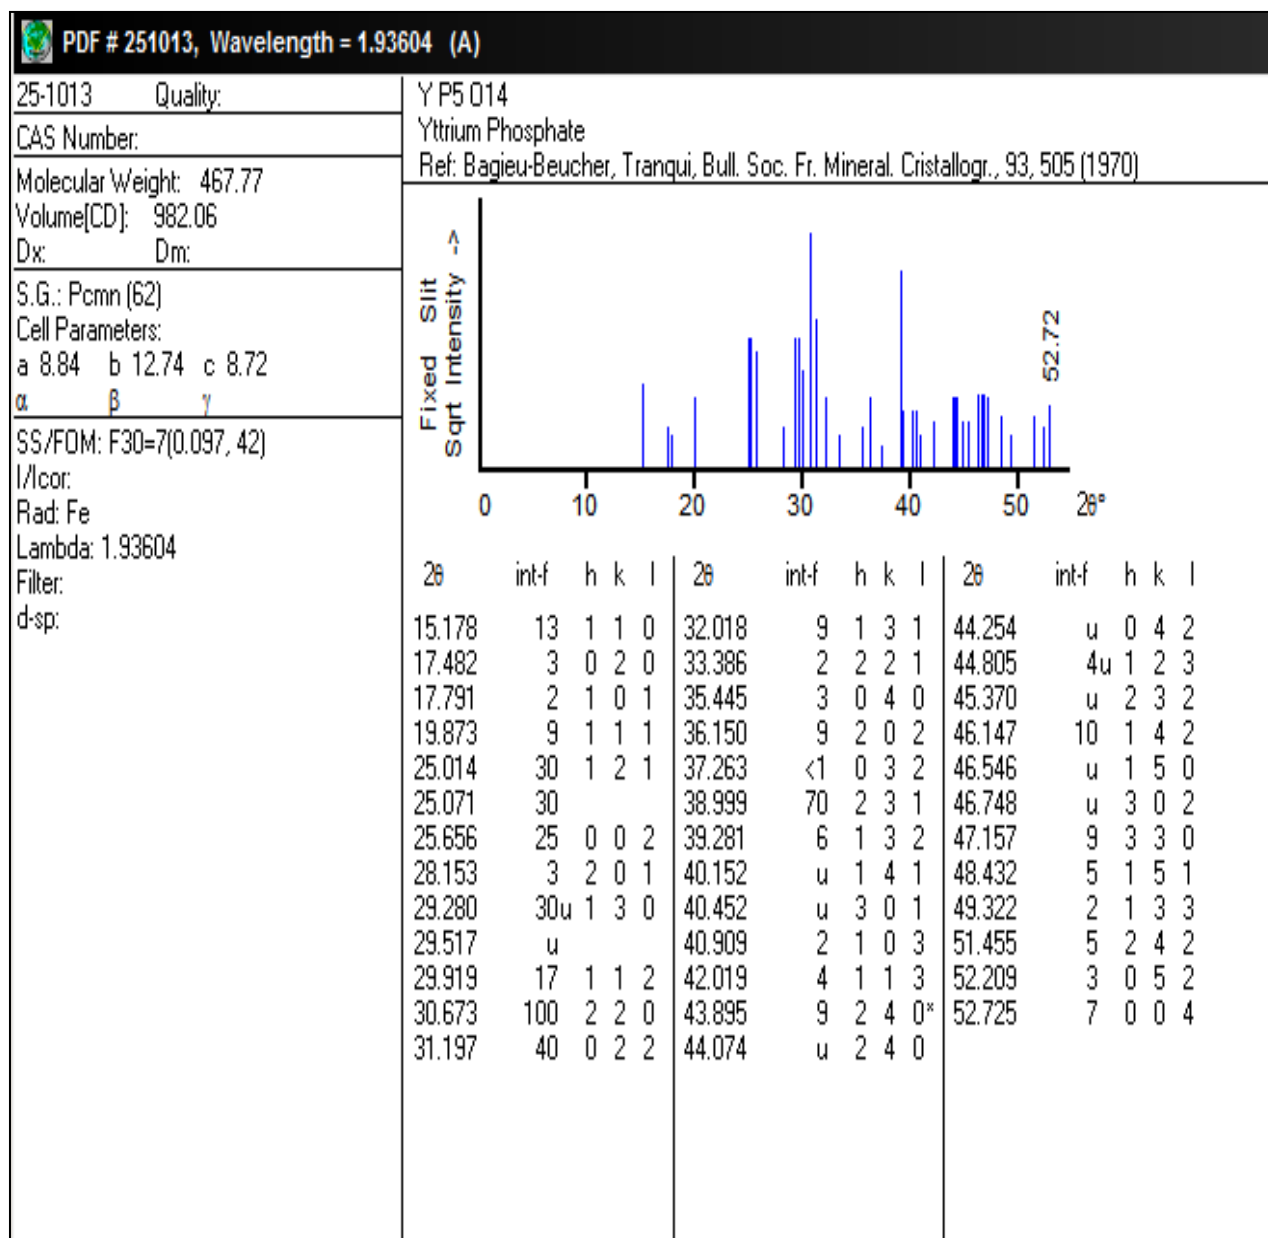 PDF # 251013, Wavelength = 1.93604 (A)
25-1013 Quality:
CAS Number:
Molecular Weight: 467.77
Volume[CD]: 982.06
Dx: Dm:
S.G.: Pcmn (62)
Cell Parameters:
a 8.84 b 12.74 c 8.72
α β γ
SS/FOM: F30=7(0.097, 42)
I/Icor:
Rad: Fe
Lambda: 1.93604
Filter:
d-sp:
Y P5 O14
Yttrium Phosphate
Ref: Bagieu-Beucher, Tranqui, Bull. Soc. Fr. Mineral. Cristallogr., 93, 505 (1970)
Fixed Slit
Sqrt Intensity ->
52.72
0 10 20 30 40 50 2θ°
2θ int-f h k l
15.178 13 1 1 0
17.482 3 0 2 0
17.791 2 1 0 1
19.873 9 1 1 1
25.014 30 1 2 1
25.071 30
25.656 25 0 0 2
28.153 3 2 0 1
29.280 30u 1 3 0
29.517 u
29.919 17 1 1 2
30.673 100 2 2 0
31.197 40 0 2 2
2θ int-f h k l
32.018 9 1 3 1
33.386 2 2 2 1
35.445 3 0 4 0
36.150 9 2 0 2
37.263 <1 0 3 2
38.999 70 2 3 1
39.281 6 1 3 2
40.152 u 1 4 1
40.452 u 3 0 1
40.909 2 1 0 3
42.019 4 1 1 3
43.895 9 2 4 0*
44.074 u 2 4 0
2θ int-f h k l
44.254 u 0 4 2
44.805 4u 1 2 3
45.370 u 2 3 2
46.147 10 1 4 2
46.546 u 1 5 0
46.748 u 3 0 2
47.157 9 3 3 0
48.432 5 1 5 1
49.322 2 1 3 3
51.455 5 2 4 2
52.209 3 0 5 2
52.725 7 0 0 4